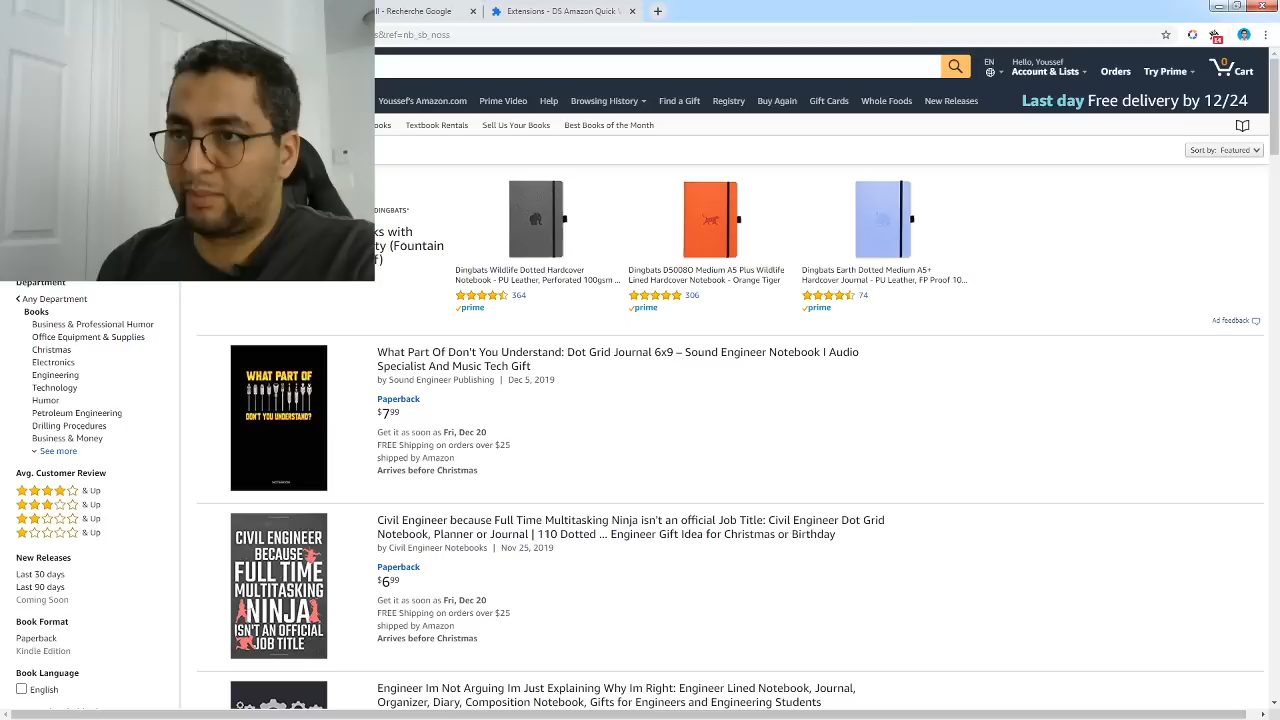 ll - Recherche Google
Extensions - DS Amazon Quick V
s&ref=nb_sb_noss
14
EN
Hello, Youssef
Account & Lists
Orders
Try Prime
0
Cart
Youssef's Amazon.com
Prime Video
Help
Browsing History
Find a Gift
Registry
Buy Again
Gift Cards
Whole Foods
New Releases
Last day Free delivery by 12/24
ooks
Textbook Rentals
Sell Us Your Books
Best Books of the Month
Sort by: Featured
DINGBATS*
ks with
ty (Fountain
f)
Dingbats Wildlife Dotted Hardcover
Notebook - PU Leather, Perforated 100gsm ...
364
prime
Dingbats D5008O Medium A5 Plus Wildlife
Lined Hardcover Notebook - Orange Tiger
306
prime
Dingbats Earth Dotted Medium A5+
Hardcover Journal - PU Leather, FP Proof 10...
74
prime
Ad feedback
Department
Any Department
Books
Business & Professional Humor
Office Equipment & Supplies
Christmas
Electronics
Engineering
Technology
Humor
Petroleum Engineering
Drilling Procedures
Business & Money
See more
Avg. Customer Review
& Up
& Up
& Up
& Up
New Releases
Last 30 days
Last 90 days
Coming Soon
Book Format
Paperback
Kindle Edition
Book Language
English
WHAT PART OF
DON'T YOU UNDERSTAND?
NOTEBOOK
What Part Of Don't You Understand: Dot Grid Journal 6x9 – Sound Engineer Notebook I Audio
Specialist And Music Tech Gift
by Sound Engineer Publishing | Dec 5, 2019
Paperback
$7.99
Get it as soon as Fri, Dec 20
FREE Shipping on orders over $25
shipped by Amazon
Arrives before Christmas
CIVIL ENGINEER
BECAUSE
FULL TIME
MULTITASKING
NINJA
ISN'T AN OFFICIAL
JOB TITLE
Civil Engineer because Full Time Multitasking Ninja isn't an official Job Title: Civil Engineer Dot Grid
Notebook, Planner or Journal | 110 Dotted ... Engineer Gift Idea for Christmas or Birthday
by Civil Engineer Notebooks | Nov 25, 2019
Paperback
$6.99
Get it as soon as Fri, Dec 20
FREE Shipping on orders over $25
shipped by Amazon
Arrives before Christmas
Engineer Im Not Arguing Im Just Explaining Why Im Right: Engineer Lined Notebook, Journal,
Organizer, Diary, Composition Notebook, Gifts for Engineers and Engineering Students